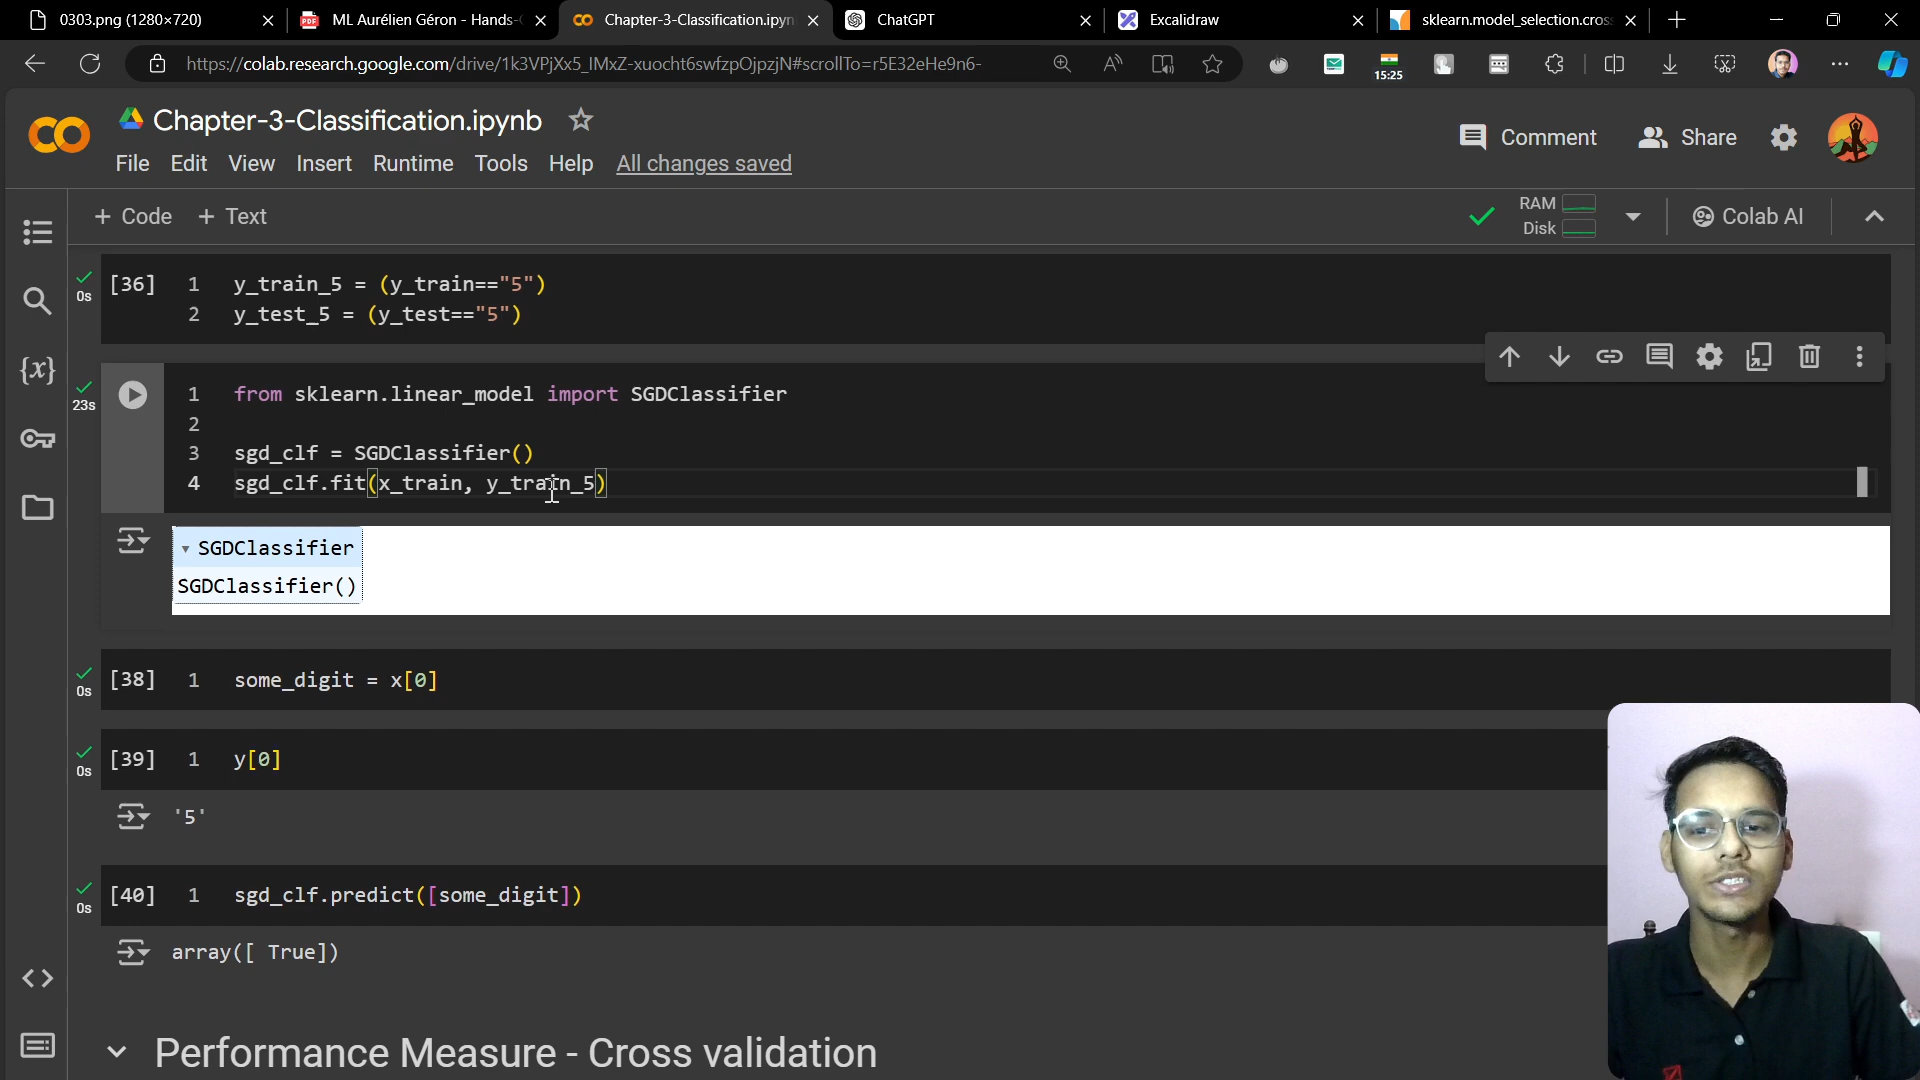 0303.png (1280×720)
ML Aurélien Géron - Hands-
Chapter-3-Classification.ipyn
ChatGPT
Excalidraw
sklearn.model_selection.cros
https://colab.research.google.com/drive/1k3VPjXx5_IMxZ-xuocht6swfzpOjpzjN#scrollTo=r5E32eHe9n6-
15:25
Chapter-3-Classification.ipynb
Comment
Share
File Edit View Insert Runtime Tools Help All changes saved
+ Code + Text
RAM
Disk
Colab AI
0s
[36]
1 y_train_5 = (y_train=="5")
2 y_test_5 = (y_test=="5")
23s
1 from sklearn.linear_model import SGDClassifier
2
3 sgd_clf = SGDClassifier()
4 sgd_clf.fit(x_train, y_train_5)
SGDClassifier
SGDClassifier()
0s
[38] 1 some_digit = x[0]
0s
[39] 1 y[0]
'5'
0s
[40] 1 sgd_clf.predict([some_digit])
array([ True])
Performance Measure - Cross validation